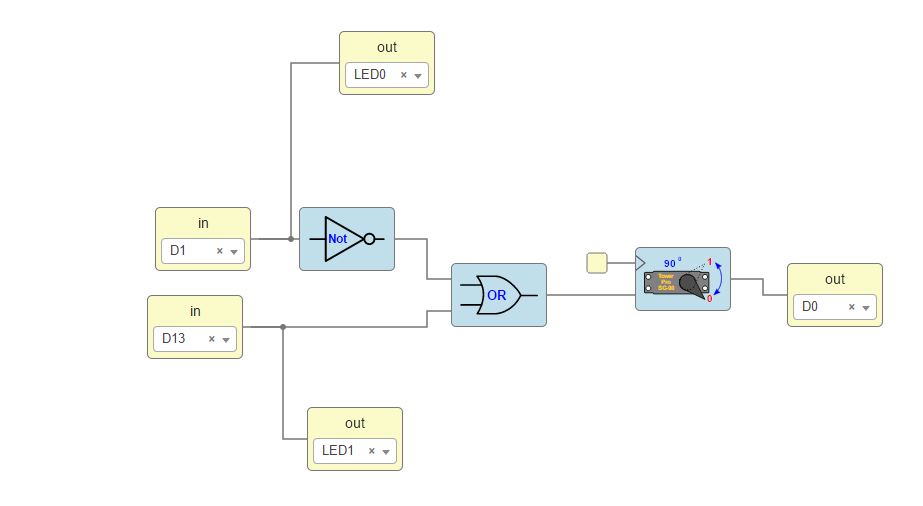 out
LED0 ×
in
D1 ×
Not
in
D13 ×
OR
90 0
1
Tower
Pro
SG-90
0
out
D0 ×
out
LED1 ×